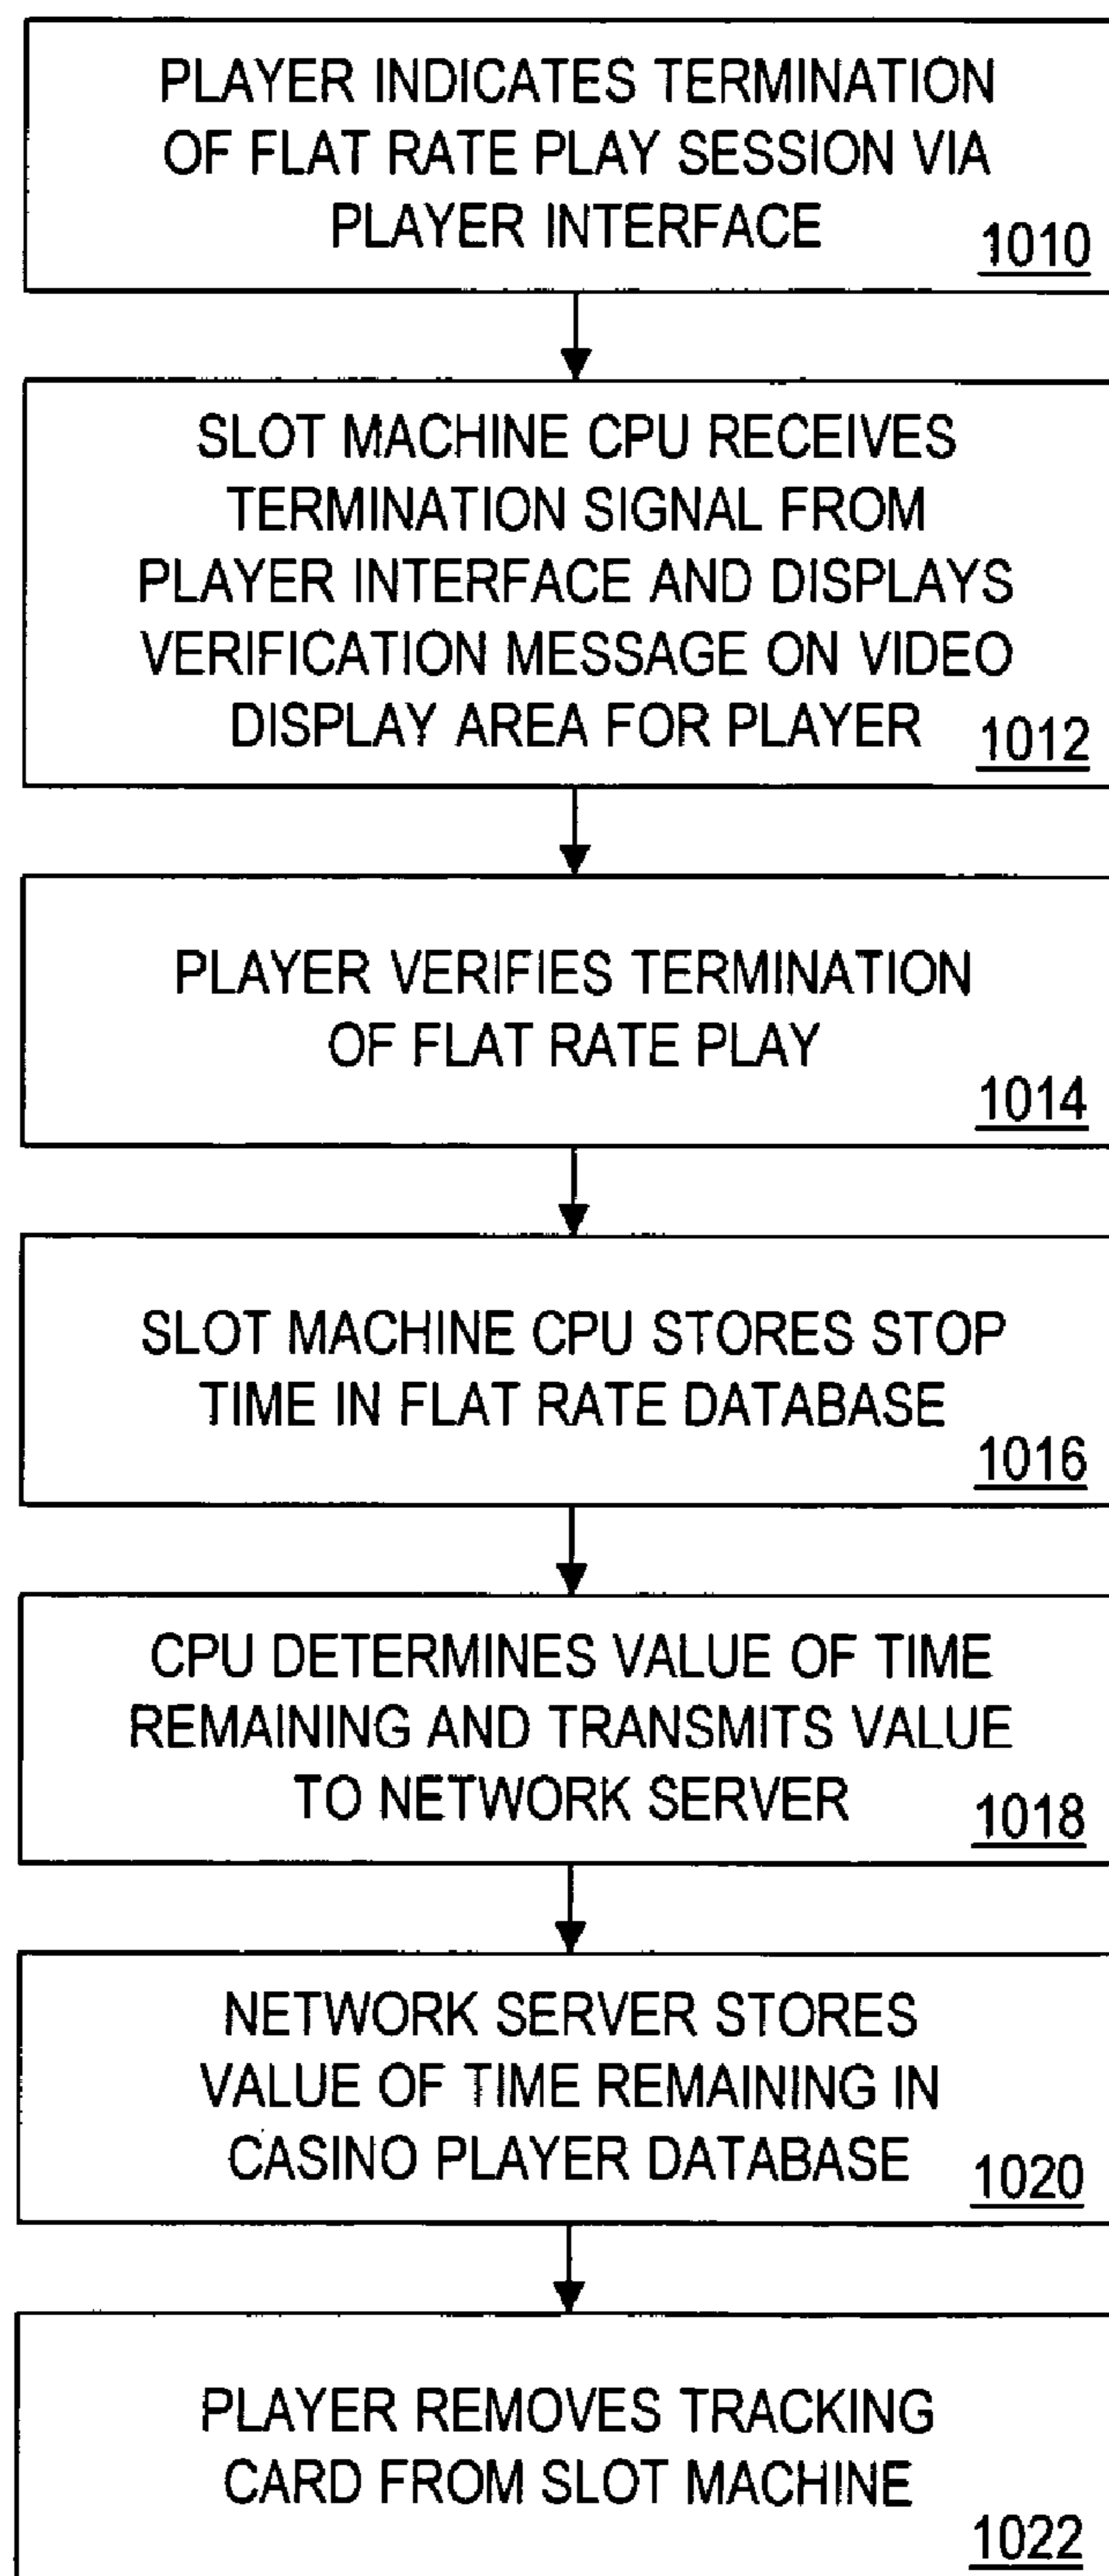 PLAYER INDICATES TERMINATION
OF FLAT RATE PLAY SESSION VIA
PLAYER INTERFACE
1010
SLOT MACHINE CPU RECEIVES
TERMINATION SIGNAL FROM
PLAYER INTERFACE AND DISPLAYS
VERIFICATION MESSAGE ON VIDEO
DISPLAY AREA FOR PLAYER
1012
PLAYER VERIFIES TERMINATION
OF FLAT RATE PLAY
1014
SLOT MACHINE CPU STORES STOP
TIME IN FLAT RATE DATABASE
1016
CPU DETERMINES VALUE OF TIME
REMAINING AND TRANSMITS VALUE
TO NETWORK SERVER
1018
NETWORK SERVER STORES
VALUE OF TIME REMAINING IN
CASINO PLAYER DATABASE
1020
PLAYER REMOVES TRACKING
CARD FROM SLOT MACHINE
1022